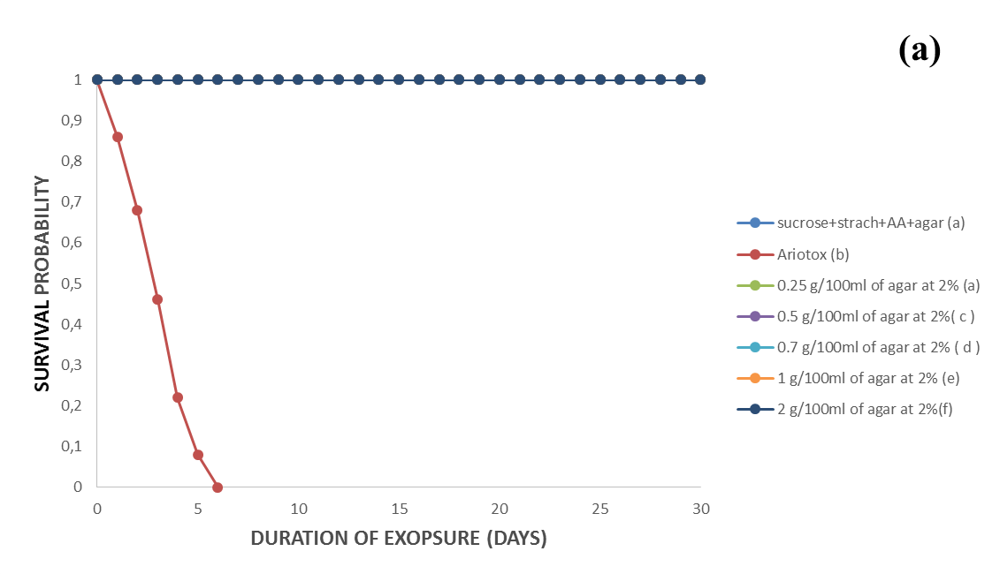 (a)
1
0,9
0,8
0,7
0,6
0,5
0,4
0,3
0,2
0,1
0
SURVIVAL PROBABILITY
0 5 10 15 20 25 30
DURATION OF EXOPSURE (DAYS)
sucrose+strach+AA+agar (a)
Ariotox (b)
0.25 g/100ml of agar at 2% (a)
0.5 g/100ml of agar at 2%( c )
0.7 g/100ml of agar at 2% ( d )
1 g/100ml of agar at 2% (e)
2 g/100ml of agar at 2%(f)